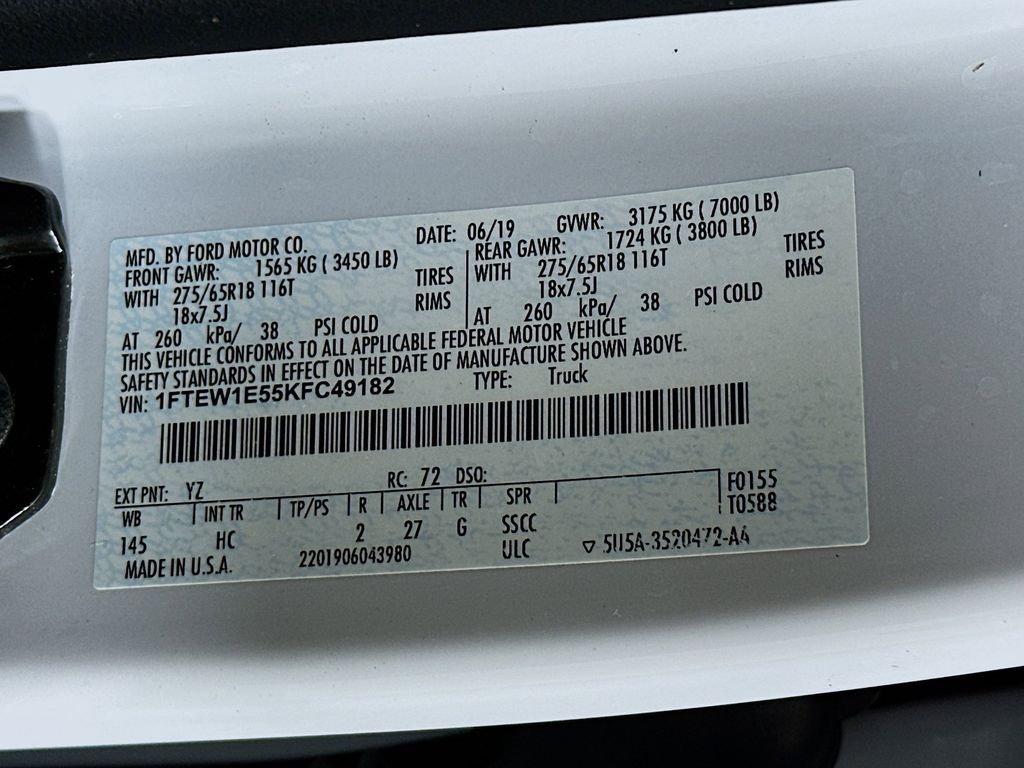 MFD. BY FORD MOTOR CO. DATE: 06/19 GVWR: 3175 KG ( 7000 LB)
FRONT GAWR: 1565 KG ( 3450 LB) REAR GAWR: 1724 KG ( 3800 LB)
WITH 275/65R18 116T TIRES WITH 275/65R18 116T TIRES
18x7.5J RIMS 18x7.5J RIMS
AT 260 kPa/ 38 PSI COLD AT 260 kPa/ 38 PSI COLD
THIS VEHICLE CONFORMS TO ALL APPLICABLE FEDERAL MOTOR VEHICLE
SAFETY STANDARDS IN EFFECT ON THE DATE OF MANUFACTURE SHOWN ABOVE.
VIN: 1FTEW1E55KFC49182 TYPE: Truck
EXT PNT: YZ RC: 72 DSO: F0155
WB INT TR TP/PS R AXLE TR SPR T0588
145 HC 2 27 G SSCC
MADE IN U.S.A. 2201906043980 ULC ▽ 5U5A-3520472-AA